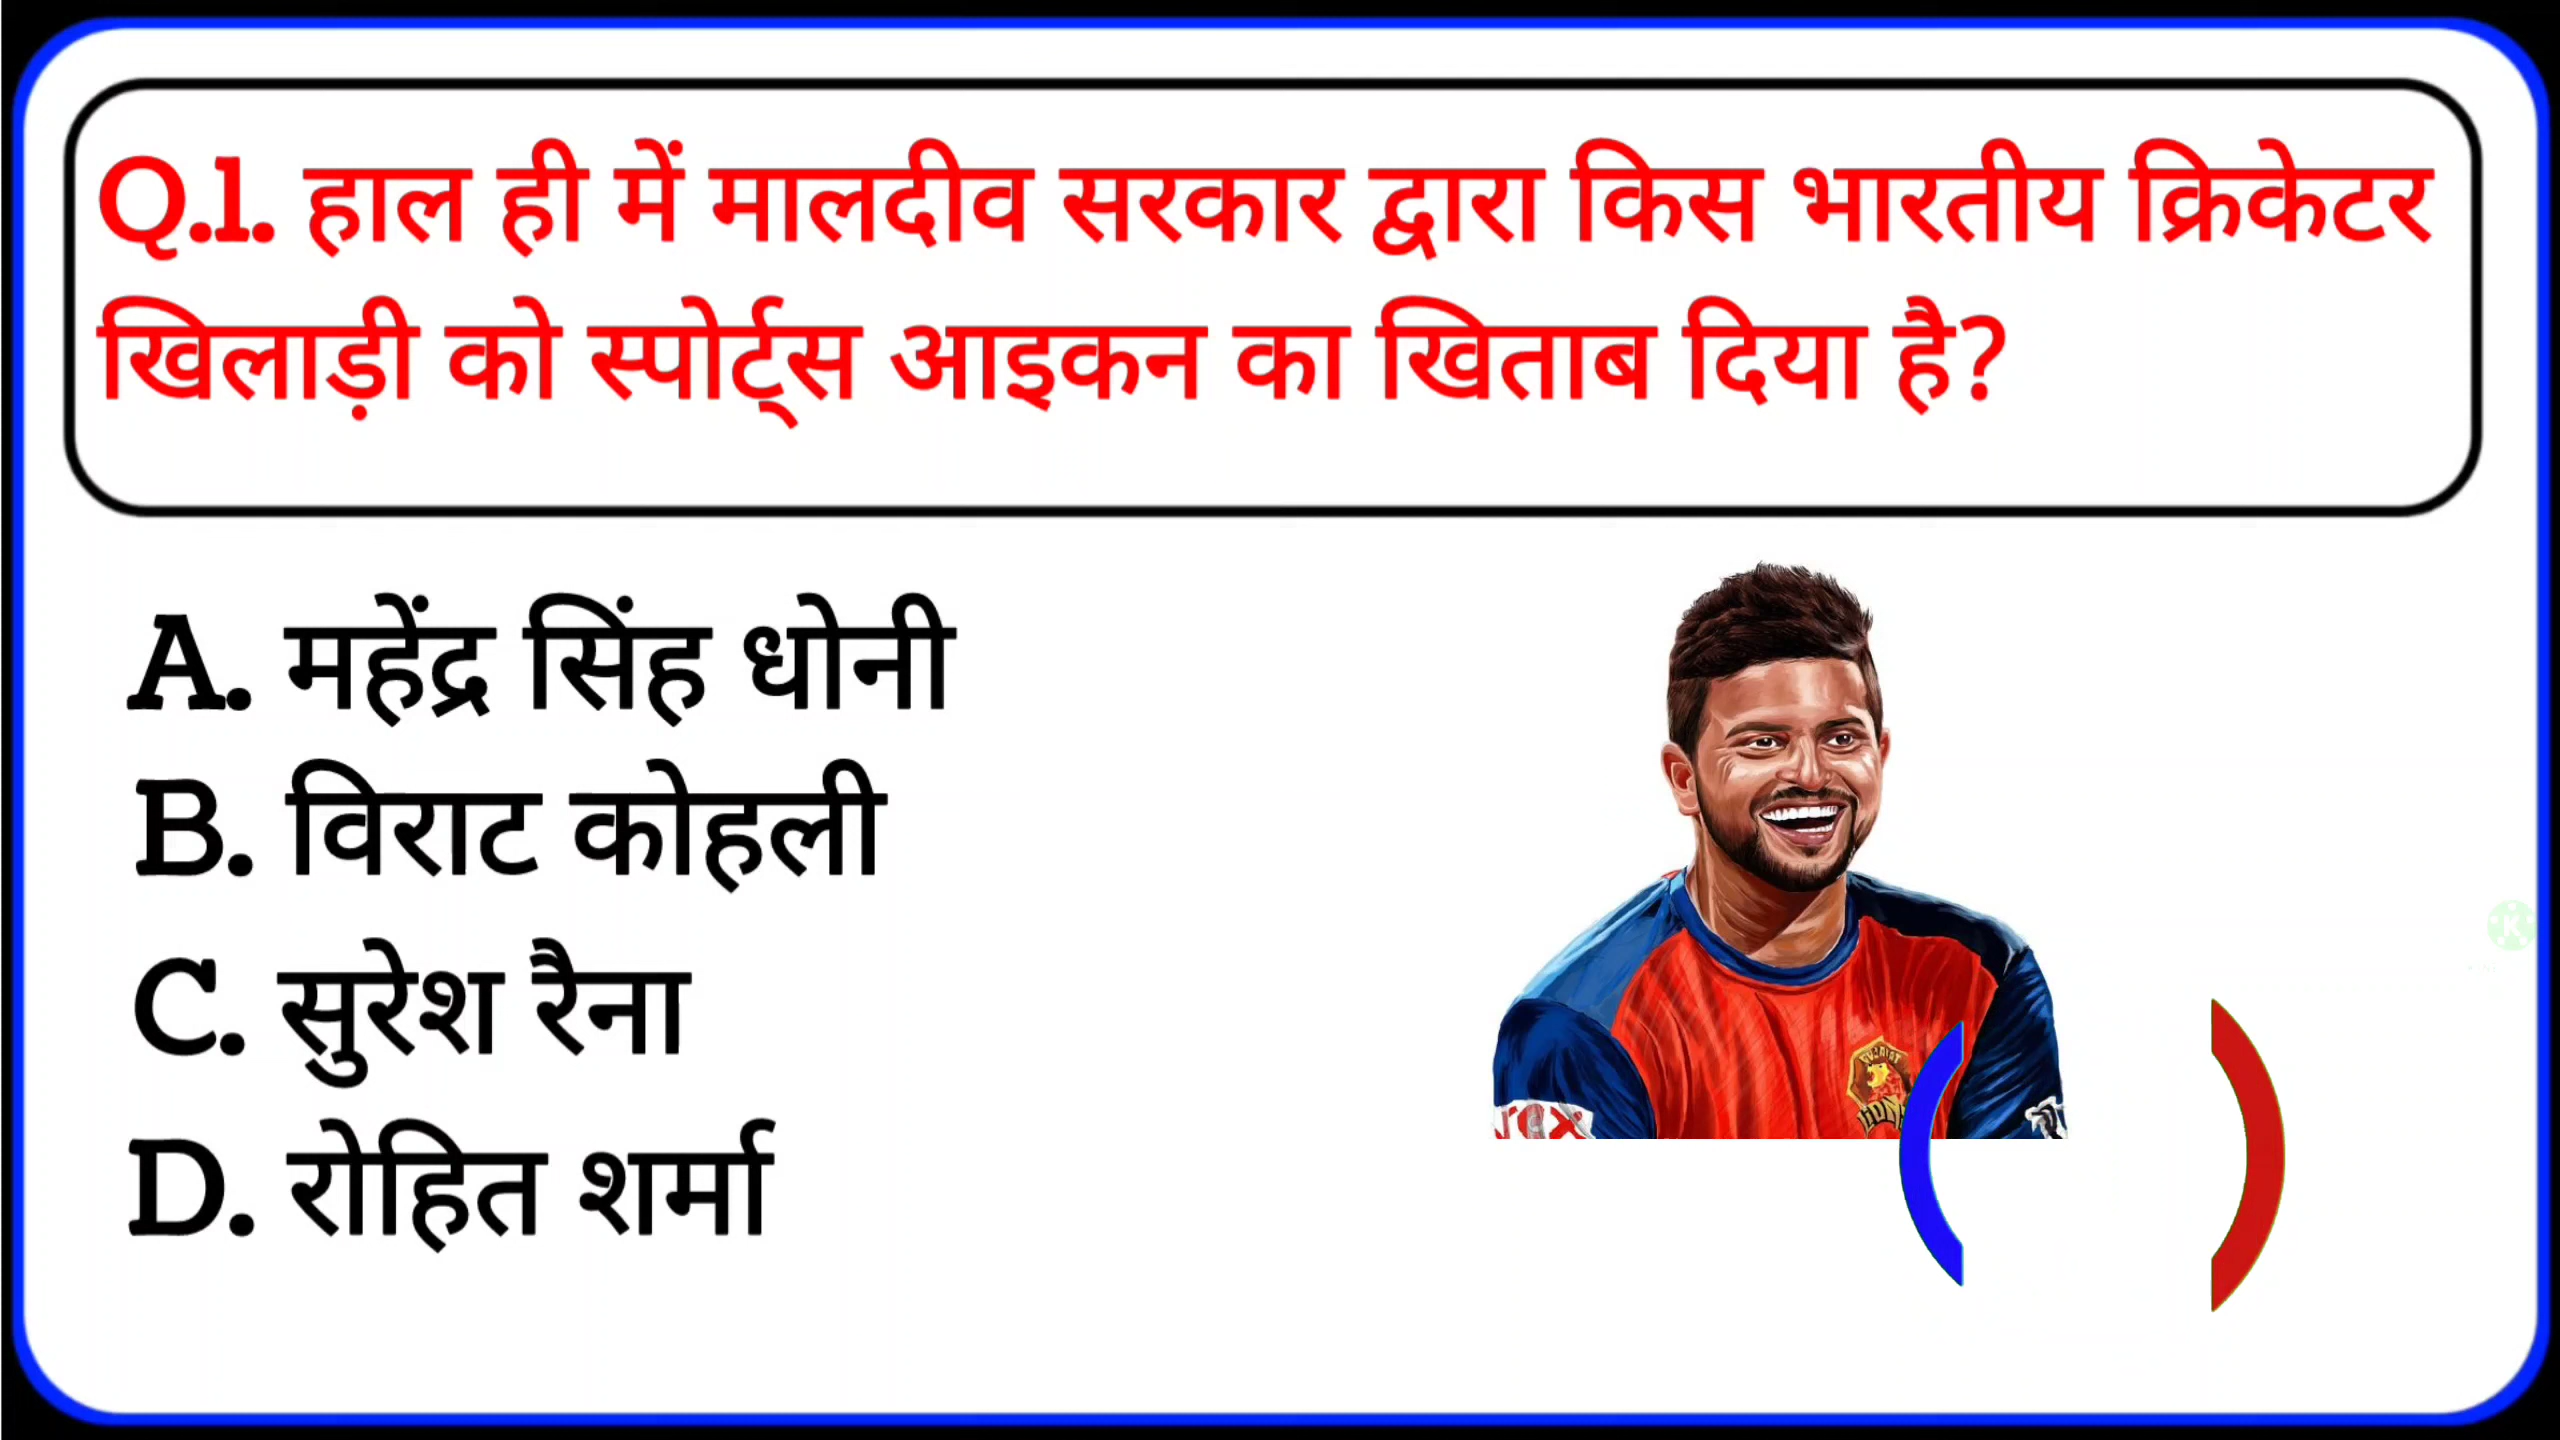 Q.1. हाल ही में मालदीव सरकार द्वारा किस भारतीय क्रिकेटर
खिलाड़ी को स्पोर्ट्स आइकन का खिताब दिया है?
A. महेंद्र सिंह धोनी
B. विराट कोहली
C. सुरेश रैना
D. रोहित शर्मा
K